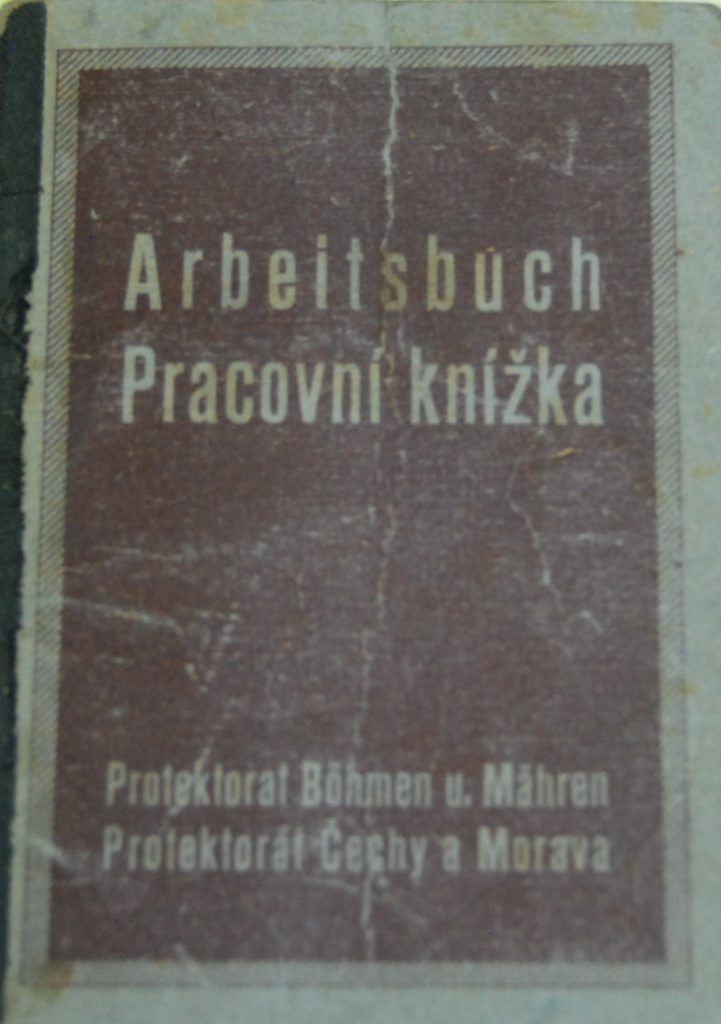 Arbeitsbuch
Pracovní knížka
Protektorat Böhmen u. Mähren
Protektorát Čechy a Morava